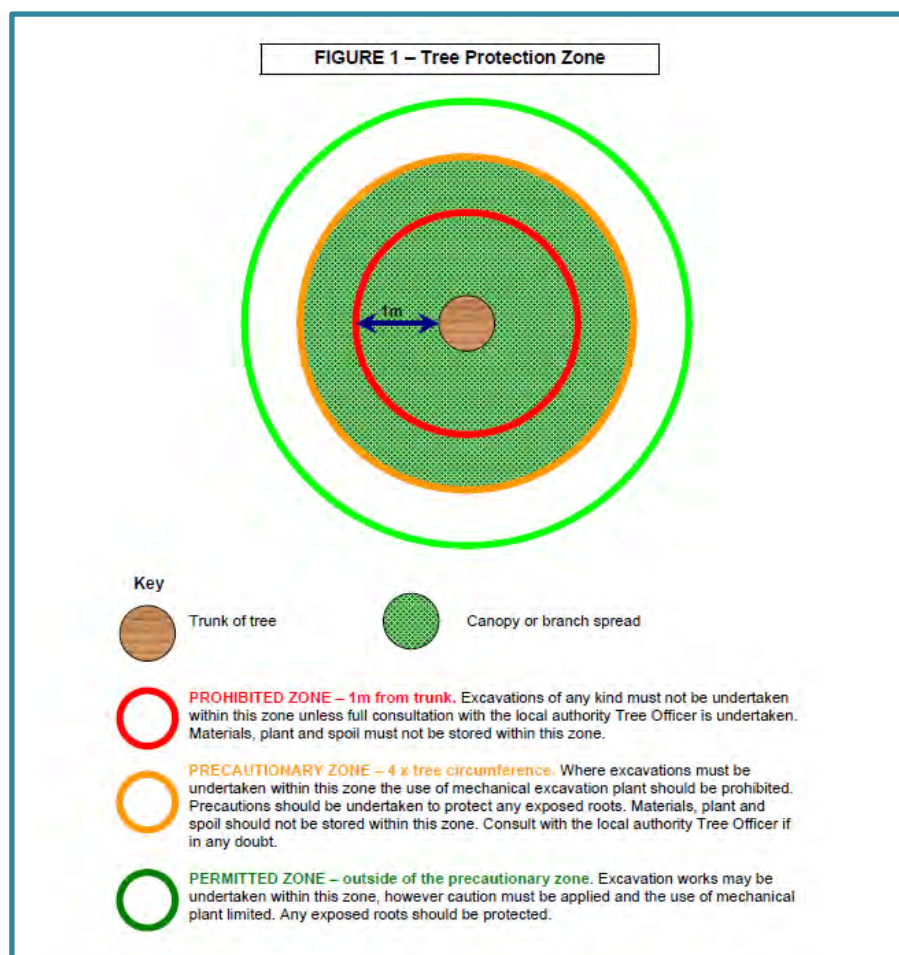 FIGURE 1 – Tree Protection Zone
1m
Key
Trunk of tree
Canopy or branch spread
PROHIBITED ZONE – 1m from trunk. Excavations of any kind must not be undertaken
within this zone unless full consultation with the local authority Tree Officer is undertaken.
Materials, plant and spoil must not be stored within this zone.
PRECAUTIONARY ZONE – 4 x tree circumference. Where excavations must be
undertaken within this zone the use of mechanical excavation plant should be prohibited.
Precautions should be undertaken to protect any exposed roots. Materials, plant and
spoil should not be stored within this zone. Consult with the local authority Tree Officer if
in any doubt.
PERMITTED ZONE – outside of the precautionary zone. Excavation works may be
undertaken within this zone, however caution must be applied and the use of mechanical
plant limited. Any exposed roots should be protected.